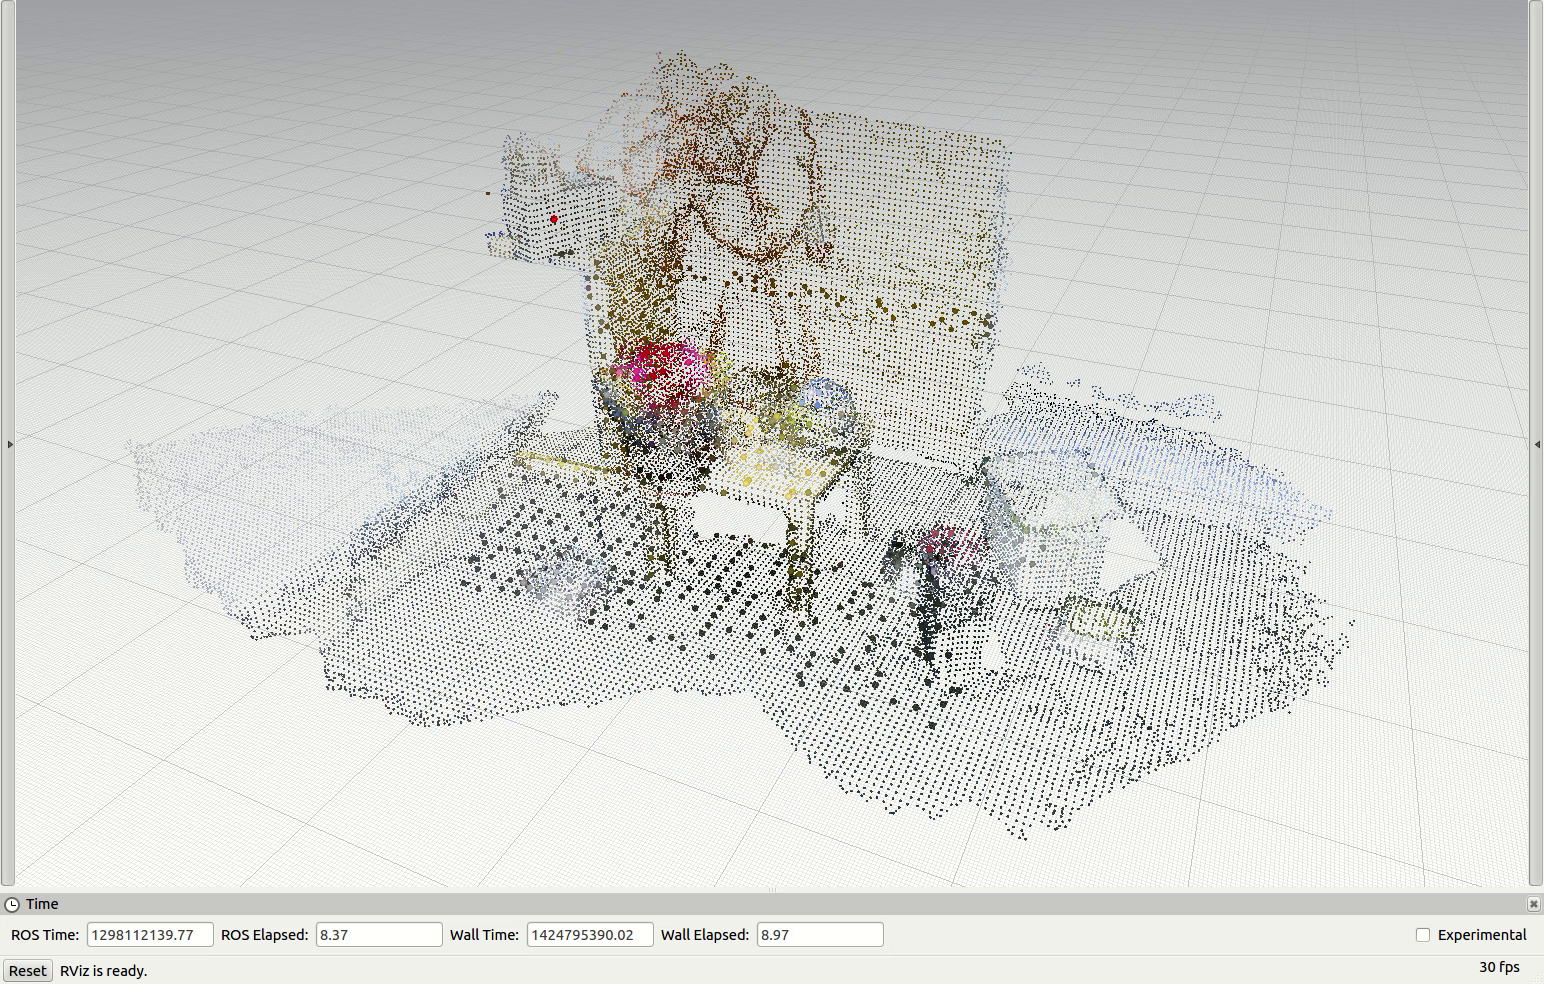 Time
ROS Time: 1298112139.77 ROS Elapsed: 8.37 Wall Time: 1424795390.02 Wall Elapsed: 8.97 Experimental
Reset RViz is ready. 30 fps